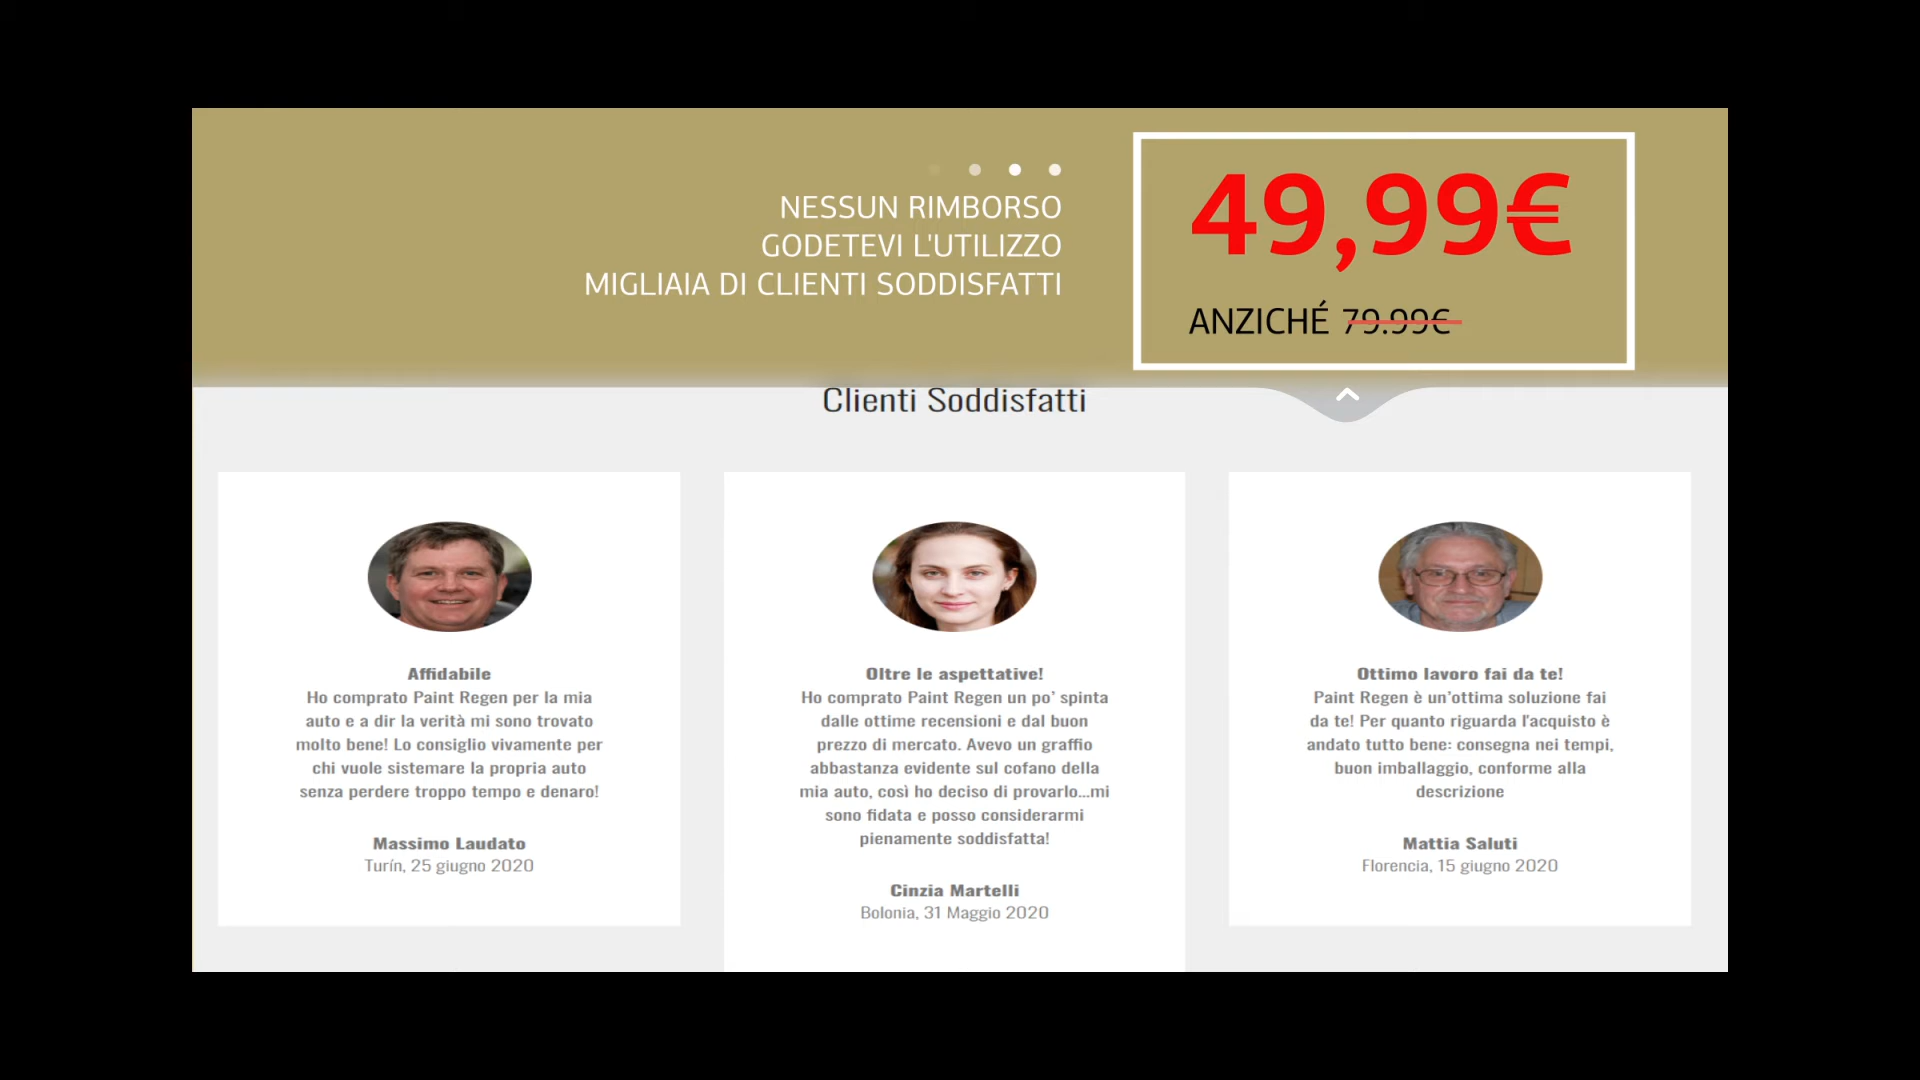 NESSUN RIMBORSO
GODETEVI L'UTILIZZO
MIGLIAIA DI CLIENTI SODDISFATTI
49,99€
ANZICHÉ 79.99€
Clienti Soddisfatti
Affidabile
Ho comprato Paint Regen per la mia
auto e a dir la verità mi sono trovato
molto bene! Lo consiglio vivamente per
chi vuole sistemare la propria auto
senza perdere troppo tempo e denaro!
Massimo Laudato
Turín, 25 giugno 2020
Oltre le aspettative!
Ho comprato Paint Regen un po’ spinta
dalle ottime recensioni e dal buon
prezzo di mercato. Avevo un graffio
abbastanza evidente sul cofano della
mia auto, così ho deciso di provarlo...mi
sono fidata e posso considerarmi
pienamente soddisfatta!
Cinzia Martelli
Bolonia, 31 Maggio 2020
Ottimo lavoro fai da te!
Paint Regen è un’ottima soluzione fai
da te! Per quanto riguarda l'acquisto è
andato tutto bene: consegna nei tempi,
buon imballaggio, conforme alla
descrizione
Mattia Saluti
Florencia, 15 giugno 2020